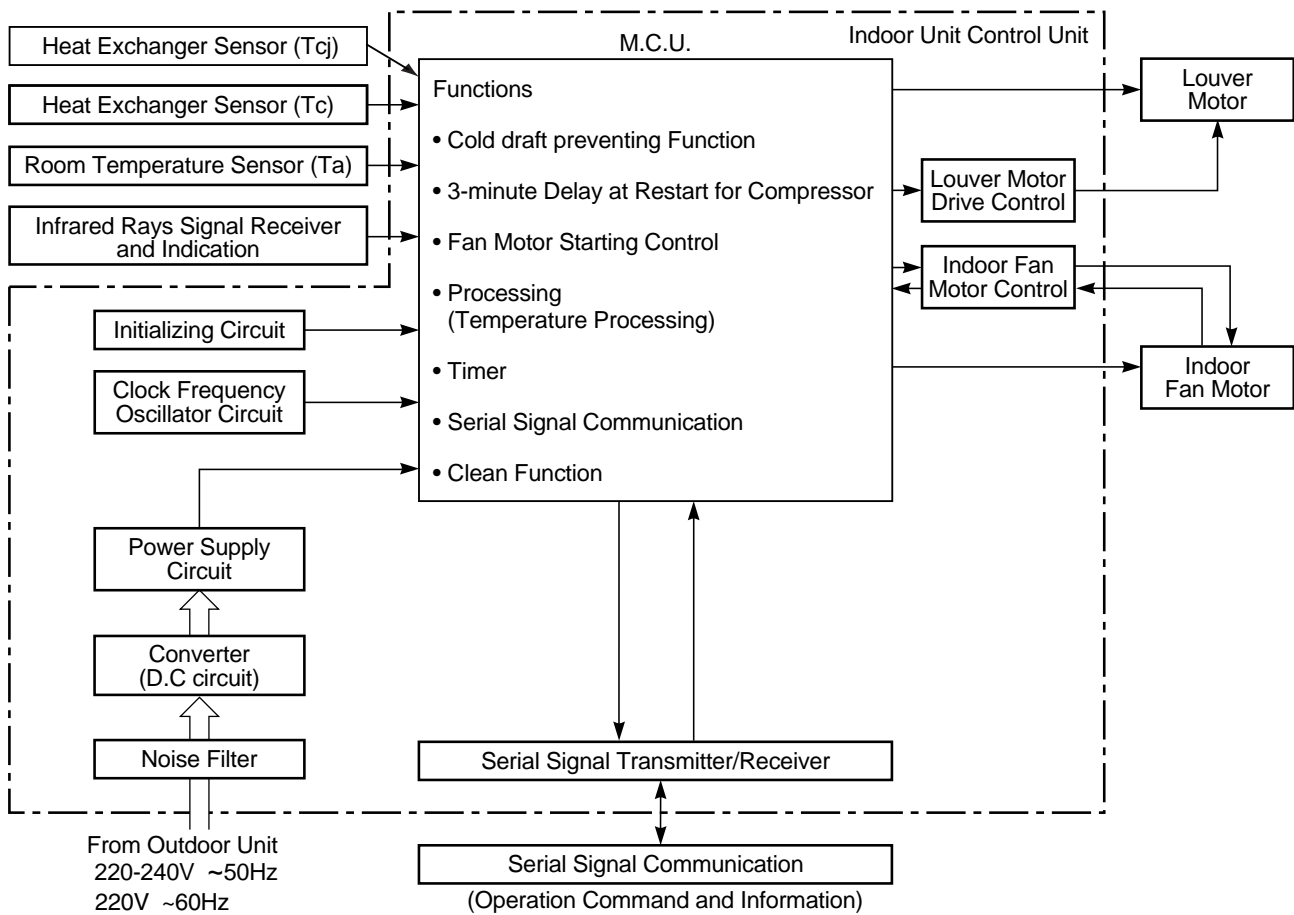 Indoor Unit Control Unit
M.C.U.
Heat Exchanger Sensor (Tcj)
Heat Exchanger Sensor (Tc)
Room Temperature Sensor (Ta)
Infrared Rays Signal Receiver
and Indication
Initializing Circuit
Clock Frequency
Oscillator Circuit
Power Supply
Circuit
Converter
(D.C circuit)
Noise Filter
From Outdoor Unit
220-240V ~50Hz
220V ~60Hz
Functions
• Cold draft preventing Function
• 3-minute Delay at Restart for Compressor
• Fan Motor Starting Control
• Processing
(Temperature Processing)
• Timer
• Serial Signal Communication
• Clean Function
Louver
Motor
Louver Motor
Drive Control
Indoor Fan
Motor Control
Indoor
Fan Motor
Serial Signal Transmitter/Receiver
Serial Signal Communication
(Operation Command and Information)